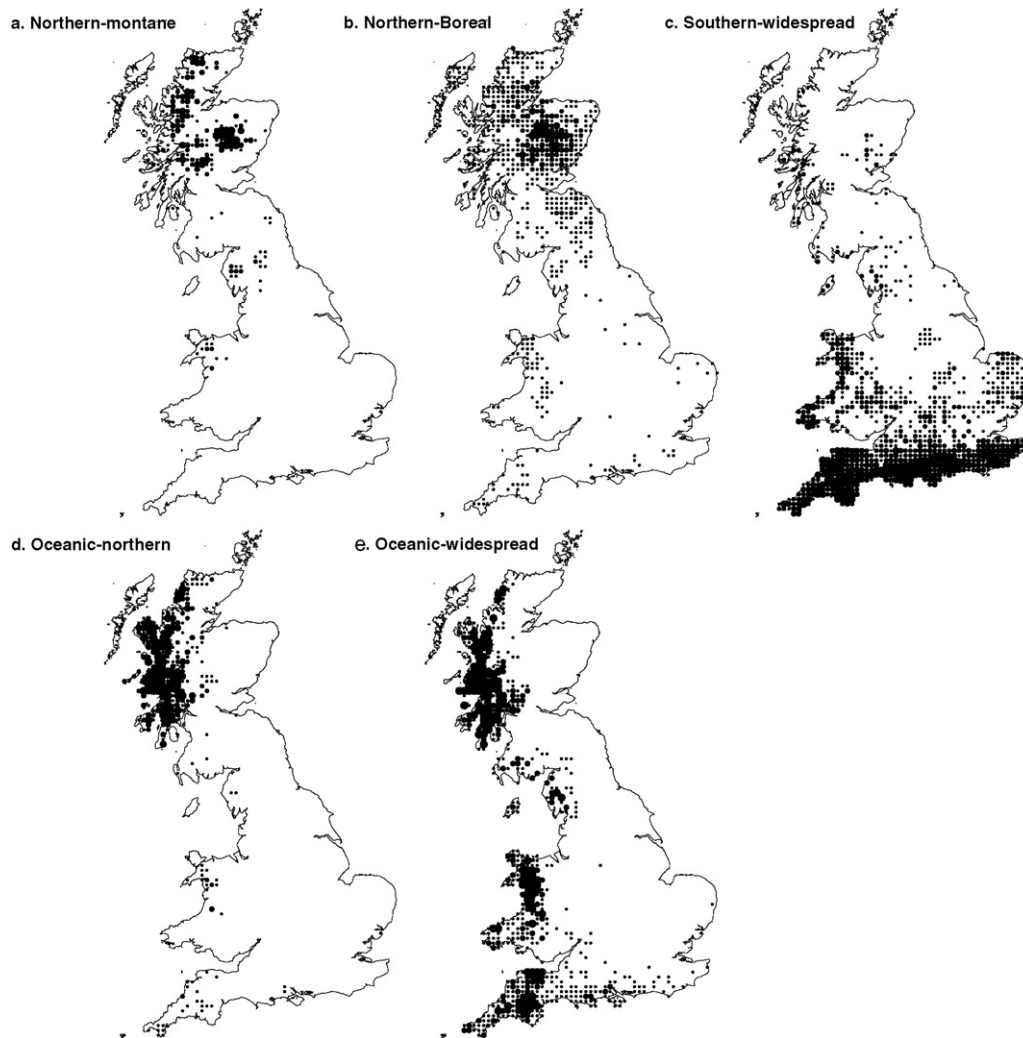 a. Northern-montane
b. Northern-Boreal
c. Southern-widespread
d. Oceanic-northern
e. Oceanic-widespread